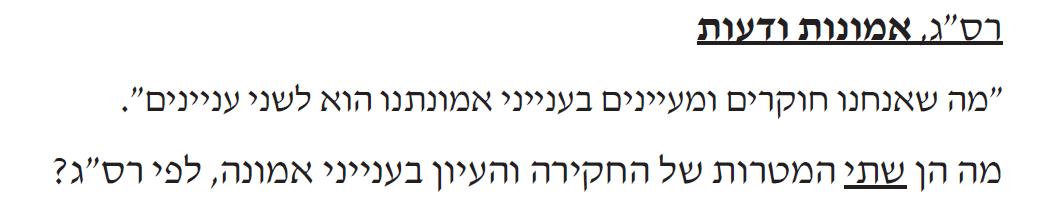 רס"ג, אמונות ודעות
"מה שאנחנו חוקרים ומעיינים בענייני אמונתנו הוא לשני עניינים".
מה הן שתי המטרות של החקירה והעיון בענייני אמונה, לפי רס"ג?